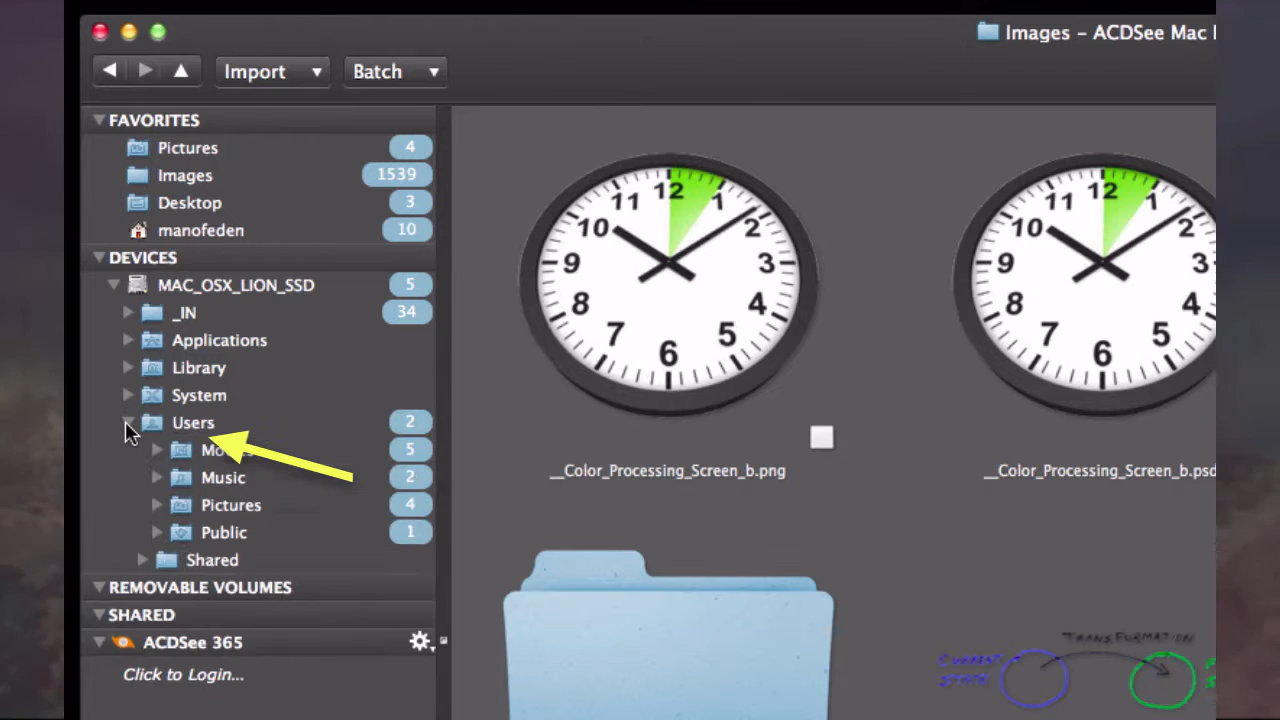 Images – ACDSee Mac
Import
Batch
FAVORITES
Pictures 4
Images 1539
Desktop 3
manofeden 10
DEVICES
MAC_OSX_LION_SSD 5
_IN 34
Applications
Library
System
Users 2
5
Music 2
Pictures 4
Public 1
Shared
REMOVABLE VOLUMES
SHARED
ACDSee 365
Click to Login...
12
11 1
10 2
9 3
8 4
7 5
6
12
11 1
10 2
9 3
8 4
7 5
6
__Color_Processing_Screen_b.png
__Color_Processing_Screen_b.psd
TRANSFORMATION
CURRENT
STATE